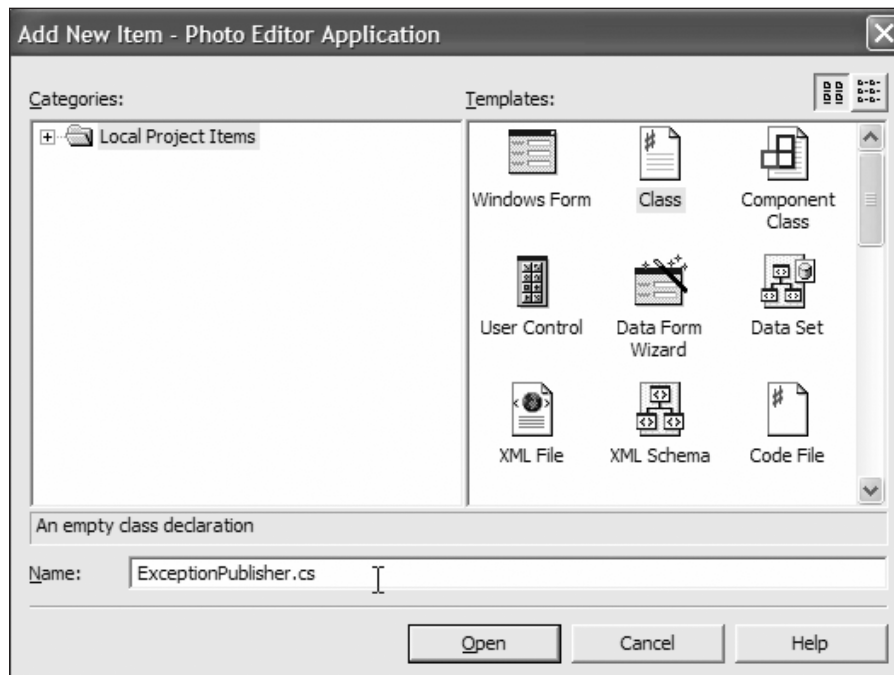 Add New Item - Photo Editor Application
Categories:
Templates:
Local Project Items
Windows Form
Class
Component
Class
User Control
Data Form
Wizard
Data Set
XML File
XML Schema
Code File
An empty class declaration
Name:
ExceptionPublisher.cs
Open
Cancel
Help